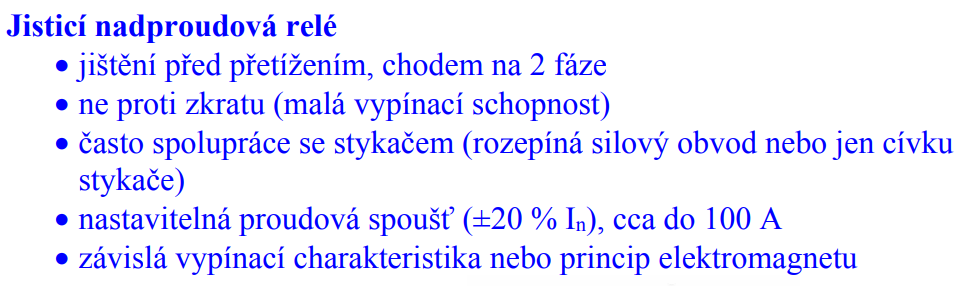 Jisticí nadproudová relé
• jištění před přetížením, chodem na 2 fáze
• ne proti zkratu (malá vypínací schopnost)
• často spolupráce se stykačem (rozepíná silový obvod nebo jen cívku
stykače)
• nastavitelná proudová spoušť (±20 % In), cca do 100 A
• závislá vypínací charakteristika nebo princip elektromagnetu